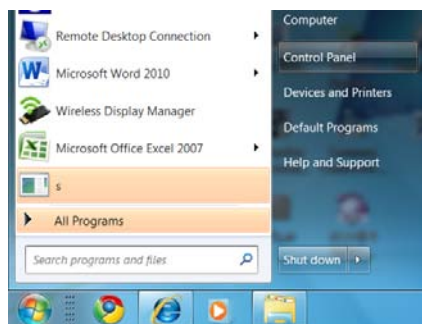 Remote Desktop Connection
Microsoft Word 2010
Wireless Display Manager
Microsoft Office Excel 2007
s
All Programs
Search programs and files
Computer
Control Panel
Devices and Printers
Default Programs
Help and Support
Shut down